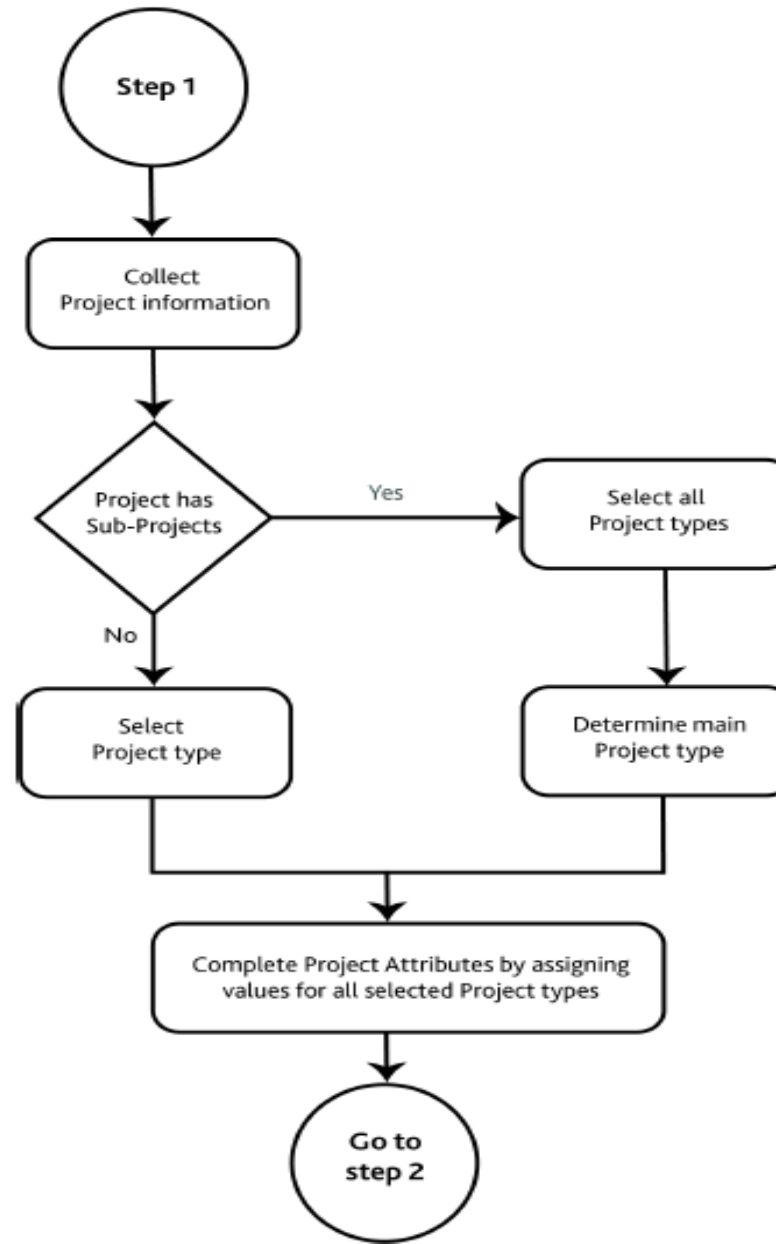 Step 1
Collect
Project information
Project has
Sub-Projects
Yes
Select all
Project types
No
Select
Project type
Determine main
Project type
Complete Project Attributes by assigning
values for all selected Project types
Go to
step 2